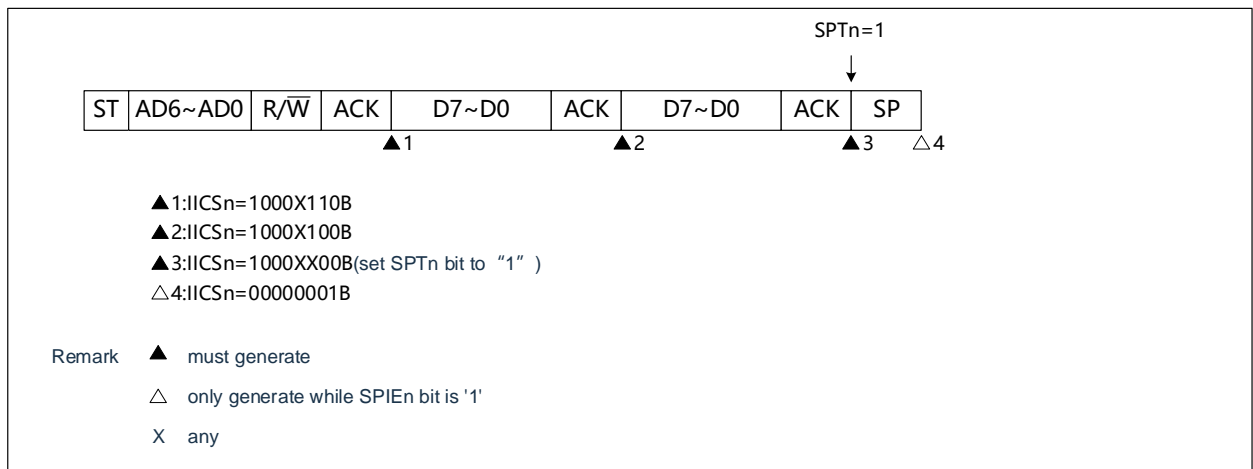 SPTn=1
ST AD6~AD0 R/W̅ ACK D7~D0 ACK D7~D0 ACK SP
▲1 ▲2 ▲3 △4
▲1:IICSn=1000X110B
▲2:IICSn=1000X100B
▲3:IICSn=1000XX00B(set SPTn bit to “1” )
△4:IICSn=00000001B
Remark ▲ must generate
△ only generate while SPIEn bit is '1'
X any